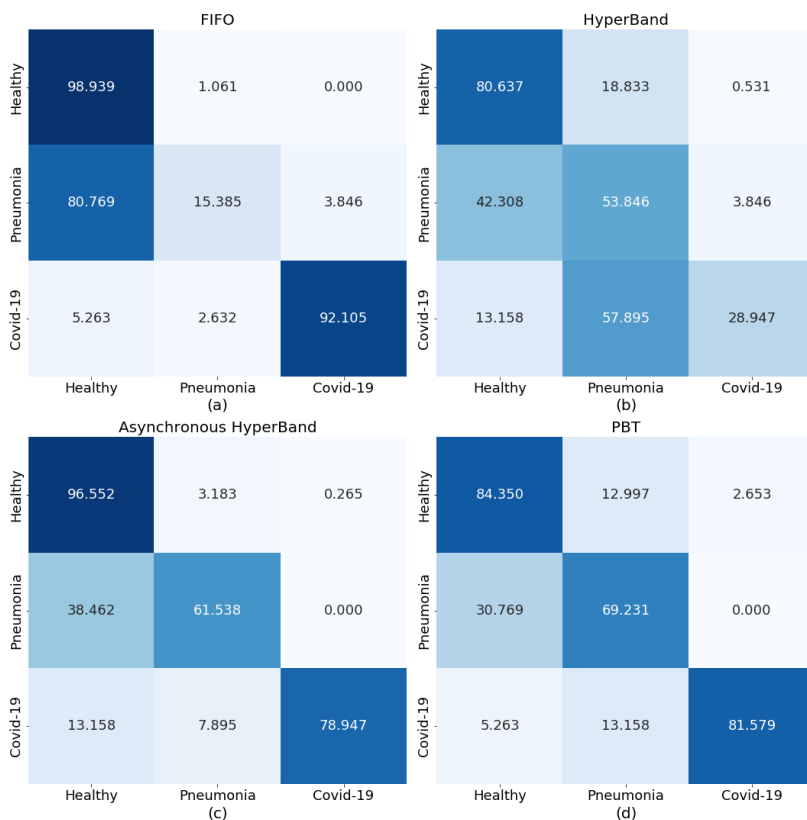 FIFO
Healthy 98.939 1.061 0.000
Pneumonia 80.769 15.385 3.846
Covid-19 5.263 2.632 92.105
Healthy Pneumonia Covid-19
(a)
HyperBand
Healthy 80.637 18.833 0.531
Pneumonia 42.308 53.846 3.846
Covid-19 13.158 57.895 28.947
Healthy Pneumonia Covid-19
(b)
Asynchronous HyperBand
Healthy 96.552 3.183 0.265
Pneumonia 38.462 61.538 0.000
Covid-19 13.158 7.895 78.947
Healthy Pneumonia Covid-19
(c)
PBT
Healthy 84.350 12.997 2.653
Pneumonia 30.769 69.231 0.000
Covid-19 5.263 13.158 81.579
Healthy Pneumonia Covid-19
(d)